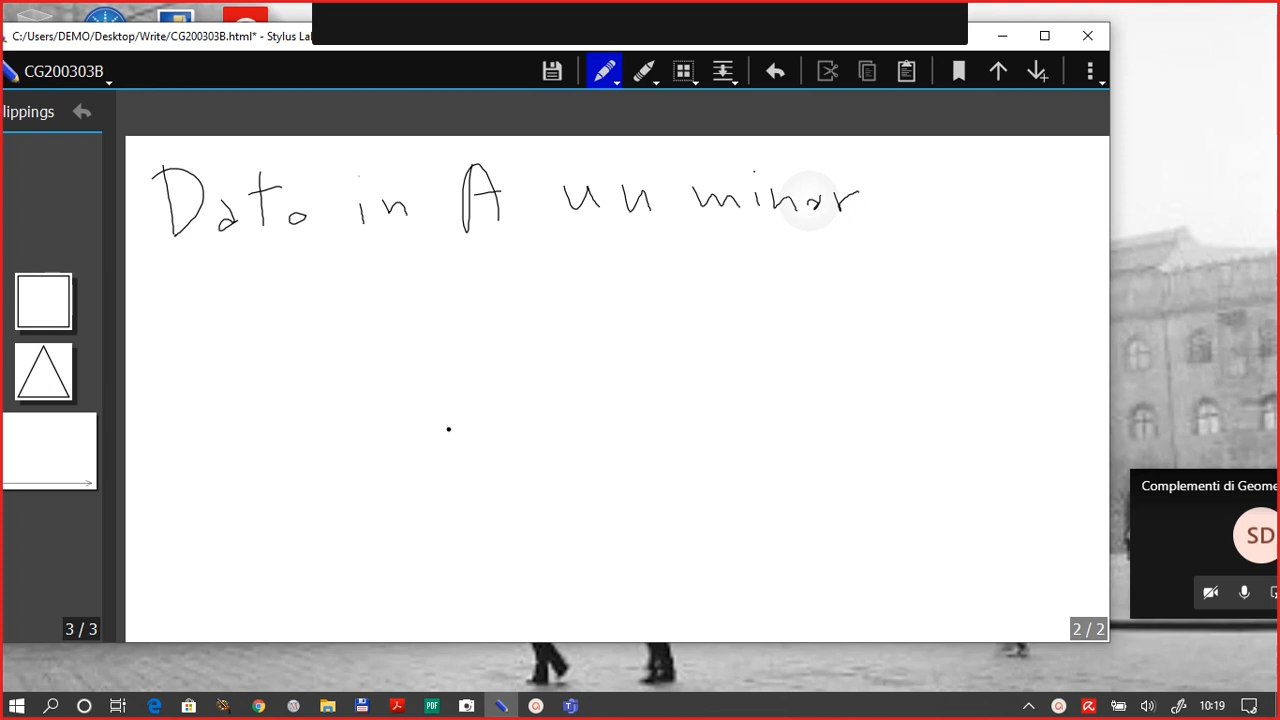 C:/Users/DEMO/Desktop/Write/CG200303B.html* - Stylus La
CG200303B
lippings
Dato in A un minor
3 / 3
2 / 2
Complementi di Geome
SD
10:19